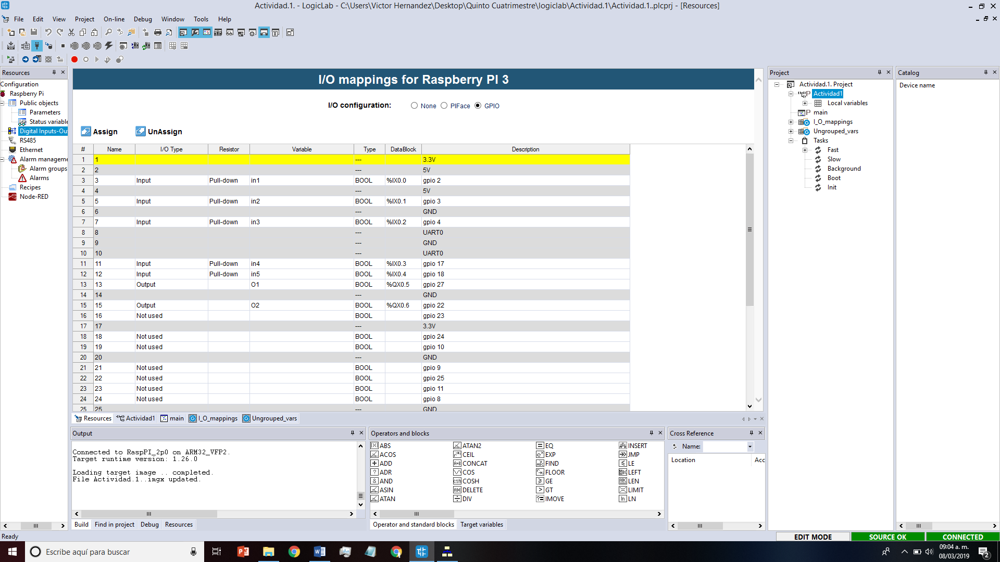 Actividad.1. - LogicLab - C:\Users\Victor Hernandez\Desktop\Quinto Cuatrimestre\logiclab\Actividad.1\Actividad.1..plcprj - [Resources]
File Edit View Project On-line Debug Window Tools Help
Resources
Configuration
Raspberry Pi
Public objects
Parameters
Status variable
Digital Inputs-Ou
RS485
Ethernet
Alarm manageme
Alarm groups
Alarms
Recipes
Node-RED
I/O mappings for Raspberry PI 3
I/O configuration: None PIFace GPIO
Assign UnAssign
# Name I/O Type Resistor Variable Type DataBlock Description
1 1 --- 3.3V
2 2 --- 5V
3 3 Input Pull-down in1 BOOL %IX0.0 gpio 2
4 4 --- 5V
5 5 Input Pull-down in2 BOOL %IX0.1 gpio 3
6 6 --- GND
7 7 Input Pull-down in3 BOOL %IX0.2 gpio 4
8 8 --- UART0
9 9 --- GND
10 10 --- UART0
11 11 Input Pull-down in4 BOOL %IX0.3 gpio 17
12 12 Input Pull-down in5 BOOL %IX0.4 gpio 18
13 13 Output O1 BOOL %QX0.5 gpio 27
14 14 --- GND
15 15 Output O2 BOOL %QX0.6 gpio 22
16 16 Not used BOOL gpio 23
17 17 --- 3.3V
18 18 Not used BOOL gpio 24
19 19 Not used BOOL gpio 10
20 20 --- GND
21 21 Not used BOOL gpio 9
22 22 Not used BOOL gpio 25
23 23 Not used BOOL gpio 11
24 24 Not used BOOL gpio 8
25 25 --- GND
Resources Actividad1 main I_O_mappings Ungrouped_vars
Project
Actividad.1. Project
Actividad1
Local variables
main
I_O_mappings
Ungrouped_vars
Tasks
Fast
Slow
Background
Boot
Init
Catalog
Device name
Output
Connected to RaspPI_2p0 on ARM32_VFP2.
Target runtime version: 1.26.0
Loading target image .. completed.
File Actividad.1..imgx updated.
Build Find in project Debug Resources
Operators and blocks
ABS ATAN2 EQ INSERT
ACOS CEIL EXP JMP
ADD CONCAT FIND LE
ADR COS FLOOR LEFT
AND COSH GE LEN
ASIN DELETE GT LIMIT
ATAN DIV IMOVE LN
Operator and standard blocks Target variables
Cross Reference
Name:
Location Acc
Ready
EDIT MODE SOURCE OK CONNECTED
Escribe aquí para buscar
09:04 a. m.
08/03/2019
2